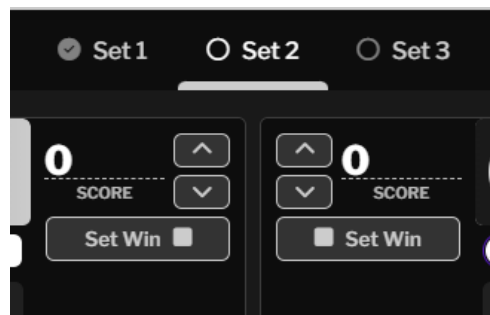 Set 1 Set 2 Set 3
0 0
SCORE SCORE
Set Win Set Win